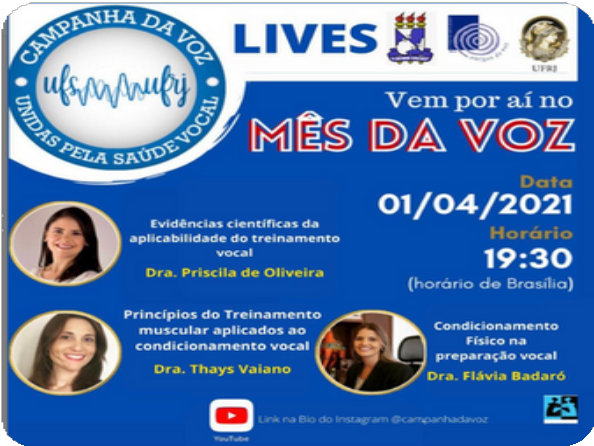 CAMPANHA DA VOZ
ufs ufrj
UNIDAS PELA SAÚDE VOCAL
LIVES
UFRJ
Vem por aí no
MÊS DA VOZ
Data
01/04/2021
Horário
19:30
(horário de Brasília)
Evidências científicas da
aplicabilidade do treinamento
vocal
Dra. Priscila de Oliveira
Princípios do Treinamento
muscular aplicados ao
condicionamento vocal
Dra. Thays Vaiano
Condicionamento
Físico na
preparação vocal
Dra. Flávia Badaró
YouTube
Link na Bio do Instagram @campanhadavoz